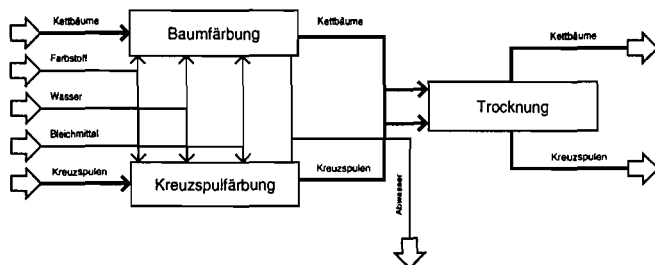 Kettbäume
Baumfärbung
Kettbäume
Kettbäume
Farbstoff
Wasser
Trocknung
Bleichmittel
Kreuzspulen
Kreuzspulfärbung
Kreuzspulen
Kreuzspulen
Abwasser